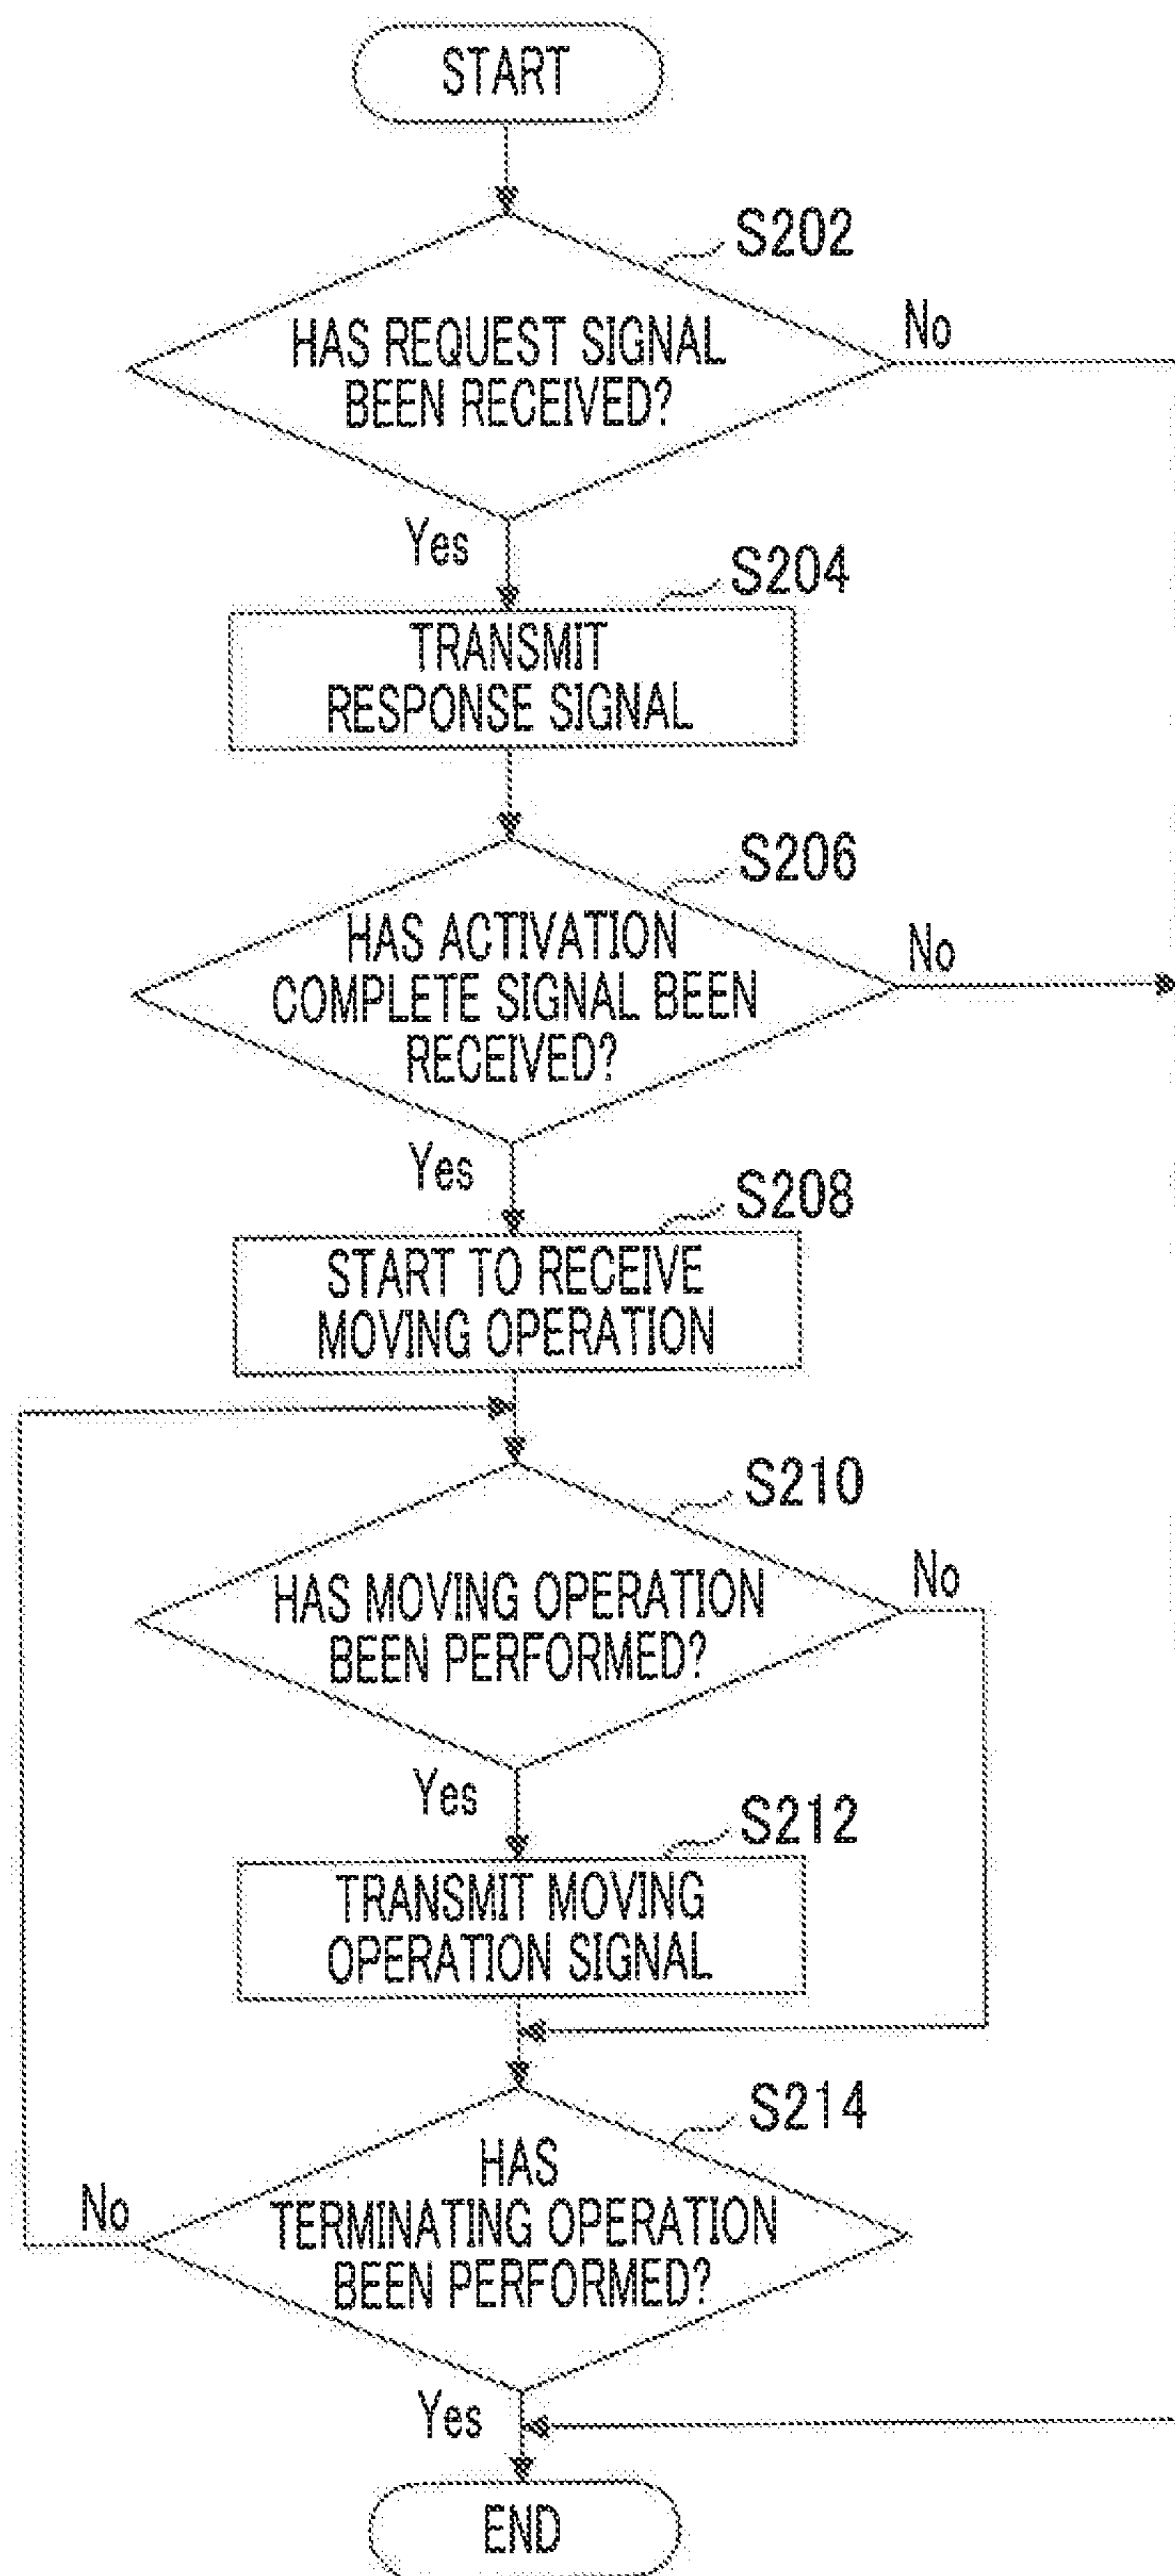 START
S202
HAS REQUEST SIGNAL
BEEN RECEIVED?
No
Yes
S204
TRANSMIT
RESPONSE SIGNAL
S206
HAS ACTIVATION
COMPLETE SIGNAL BEEN
RECEIVED?
No
Yes
S208
START TO RECEIVE
MOVING OPERATION
S210
HAS MOVING OPERATION
BEEN PERFORMED?
No
Yes
S212
TRANSMIT MOVING
OPERATION SIGNAL
S214
HAS
TERMINATING OPERATION
BEEN PERFORMED?
No
Yes
END